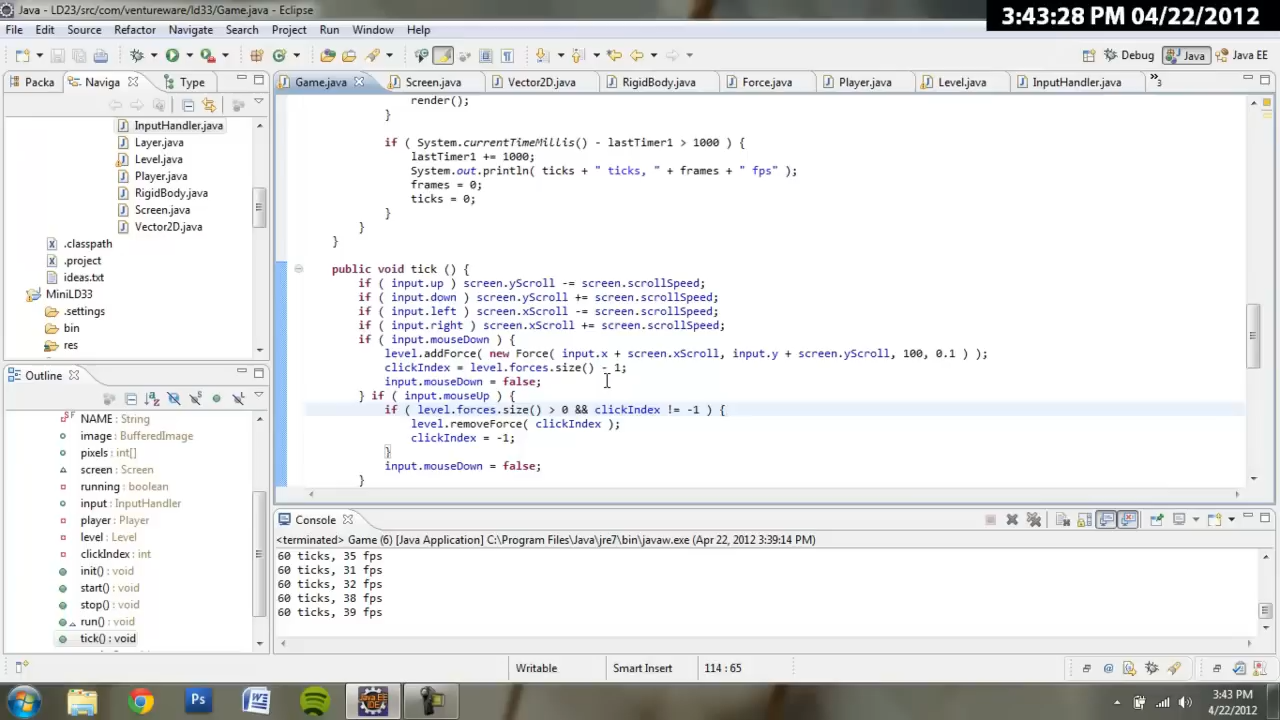 Java - LD23/src/com/ventureware/ld33/Game.java - Eclipse
3:43:28 PM 04/22/2012
File Edit Source Refactor Navigate Search Project Run Window Help
Debug Java Java EE
Packa Naviga Type
Game.java Screen.java Vector2D.java RigidBody.java Force.java Player.java Level.java InputHandler.java »3
InputHandler.java
Layer.java
Level.java
Player.java
RigidBody.java
Screen.java
Vector2D.java
.classpath
.project
ideas.txt
MiniLD33
.settings
bin
res
render();
}
if ( System.currentTimeMillis() - lastTimer1 > 1000 ) {
lastTimer1 += 1000;
System.out.println( ticks + " ticks, " + frames + " fps" );
frames = 0;
ticks = 0;
}
}
}
public void tick () {
if ( input.up ) screen.yScroll -= screen.scrollSpeed;
if ( input.down ) screen.yScroll += screen.scrollSpeed;
if ( input.left ) screen.xScroll -= screen.scrollSpeed;
if ( input.right ) screen.xScroll += screen.scrollSpeed;
if ( input.mouseDown ) {
level.addForce( new Force( input.x + screen.xScroll, input.y + screen.yScroll, 100, 0.1 ) );
clickIndex = level.forces.size() - 1;
input.mouseDown = false;
} if ( input.mouseUp ) {
if ( level.forces.size() > 0 && clickIndex != -1 ) {
level.removeForce( clickIndex );
clickIndex = -1;
}
input.mouseDown = false;
}
Outline
NAME : String
image : BufferedImage
pixels : int[]
screen : Screen
running : boolean
input : InputHandler
player : Player
level : Level
clickIndex : int
init() : void
start() : void
stop() : void
run() : void
tick() : void
Console
<terminated> Game (6) [Java Application] C:\Program Files\Java\jre7\bin\javaw.exe (Apr 22, 2012 3:39:14 PM)
60 ticks, 35 fps
60 ticks, 31 fps
60 ticks, 32 fps
60 ticks, 38 fps
60 ticks, 39 fps
Writable Smart Insert 114 : 65
Ps
Java EE IDE
3:43 PM
4/22/2012